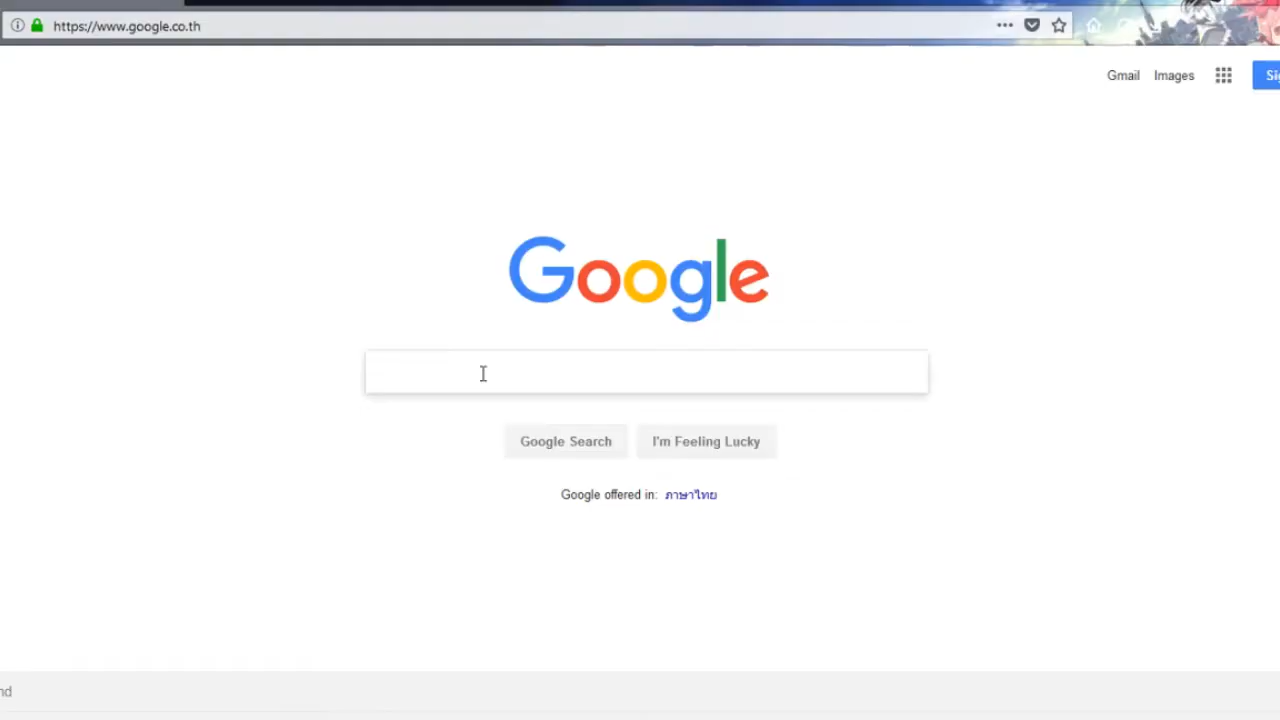 https://www.google.co.th
Gmail Images
Google
Google Search I'm Feeling Lucky
Google offered in: ภาษาไทย